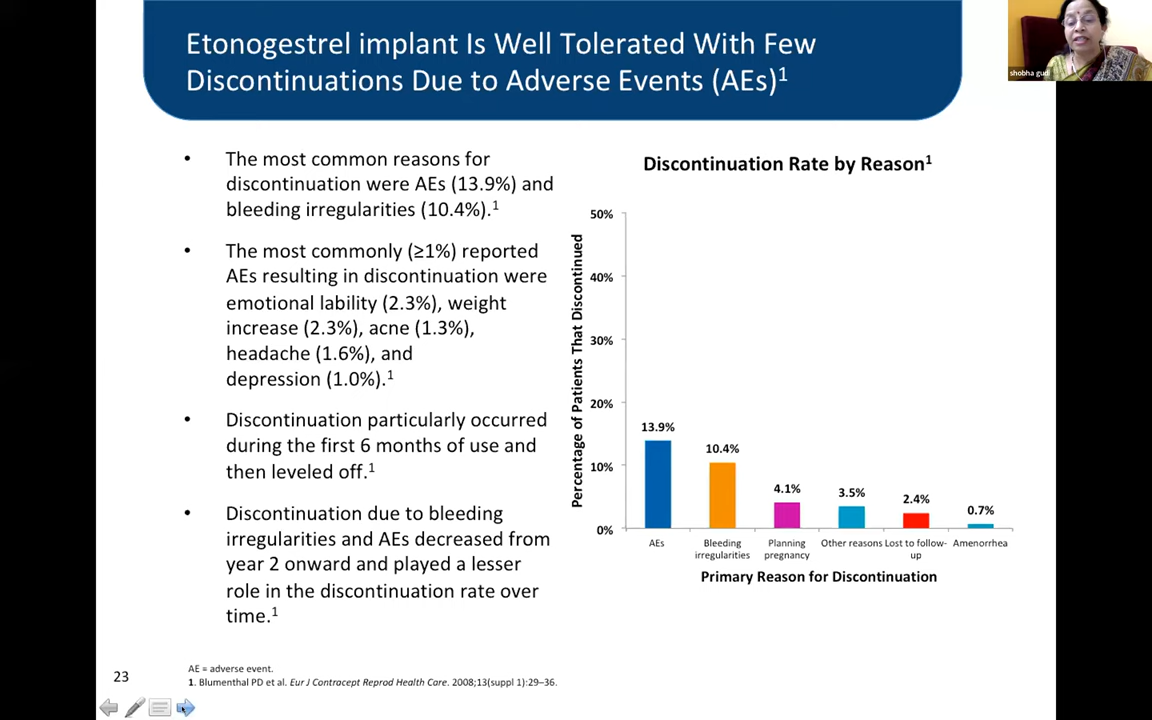 Etonogestrel implant Is Well Tolerated With Few
Discontinuations Due to Adverse Events (AEs)1
shobha gudi
• The most common reasons for
discontinuation were AEs (13.9%) and
bleeding irregularities (10.4%).1
• The most commonly (≥1%) reported
AEs resulting in discontinuation were
emotional lability (2.3%), weight
increase (2.3%), acne (1.3%),
headache (1.6%), and
depression (1.0%).1
• Discontinuation particularly occurred
during the first 6 months of use and
then leveled off.1
• Discontinuation due to bleeding
irregularities and AEs decreased from
year 2 onward and played a lesser
role in the discontinuation rate over
time.1
Discontinuation Rate by Reason1
Percentage of Patients That Discontinued
50%
40%
30%
20%
10%
0%
13.9%
10.4%
4.1%
3.5%
2.4%
0.7%
AEs
Bleeding
irregularities
Planning
pregnancy
Other reasons
Lost to follow-
up
Amenorrhea
Primary Reason for Discontinuation
23
AE = adverse event.
1. Blumenthal PD et al. Eur J Contracept Reprod Health Care. 2008;13(suppl 1):29–36.